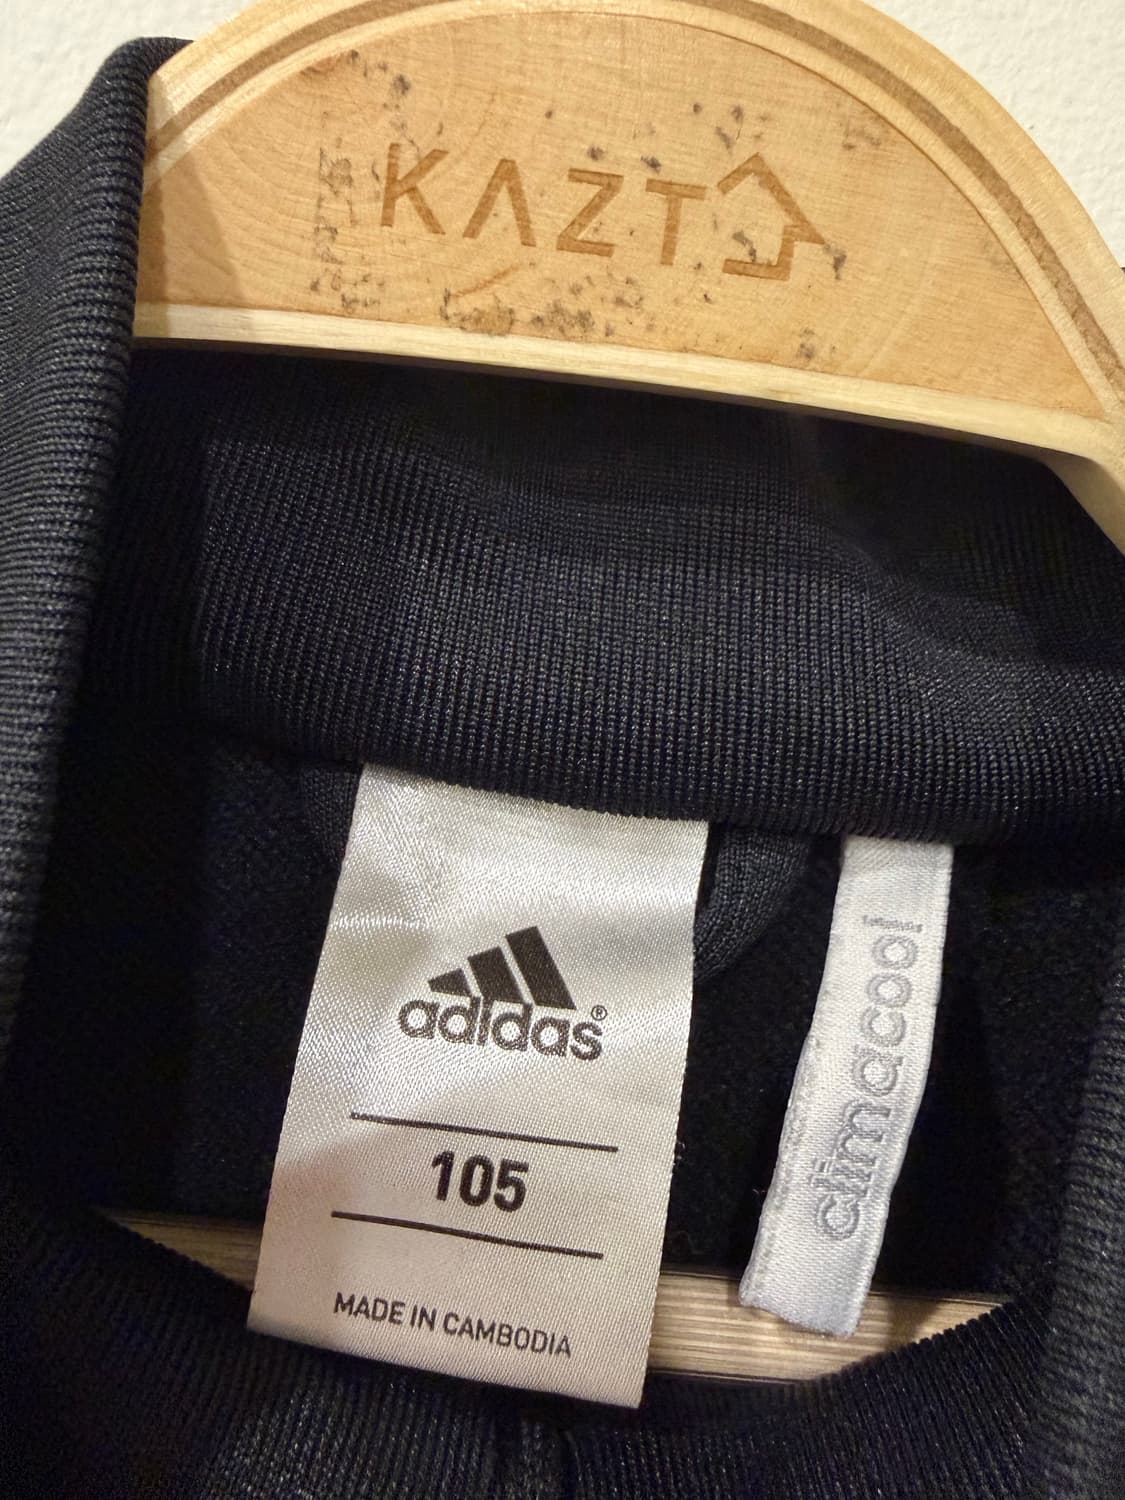 KAZT
adidas®
105
MADE IN CAMBODIA
climacool